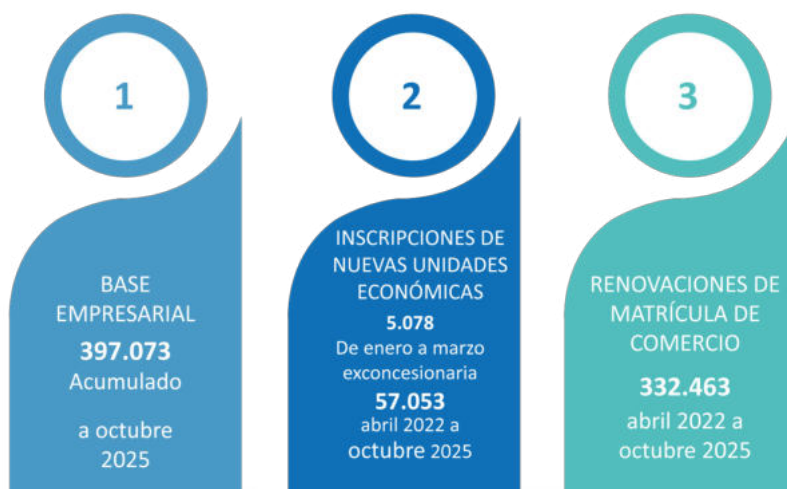 1
BASE
EMPRESARIAL
397.073
Acumulado
a octubre
2025
2
INSCRIPCIONES DE
NUEVAS UNIDADES
ECONÓMICAS
5.078
De enero a marzo
exconcesionaria
57.053
abril 2022 a
octubre 2025
3
RENOVACIONES DE
MATRÍCULA DE
COMERCIO
332.463
abril 2022 a
octubre 2025